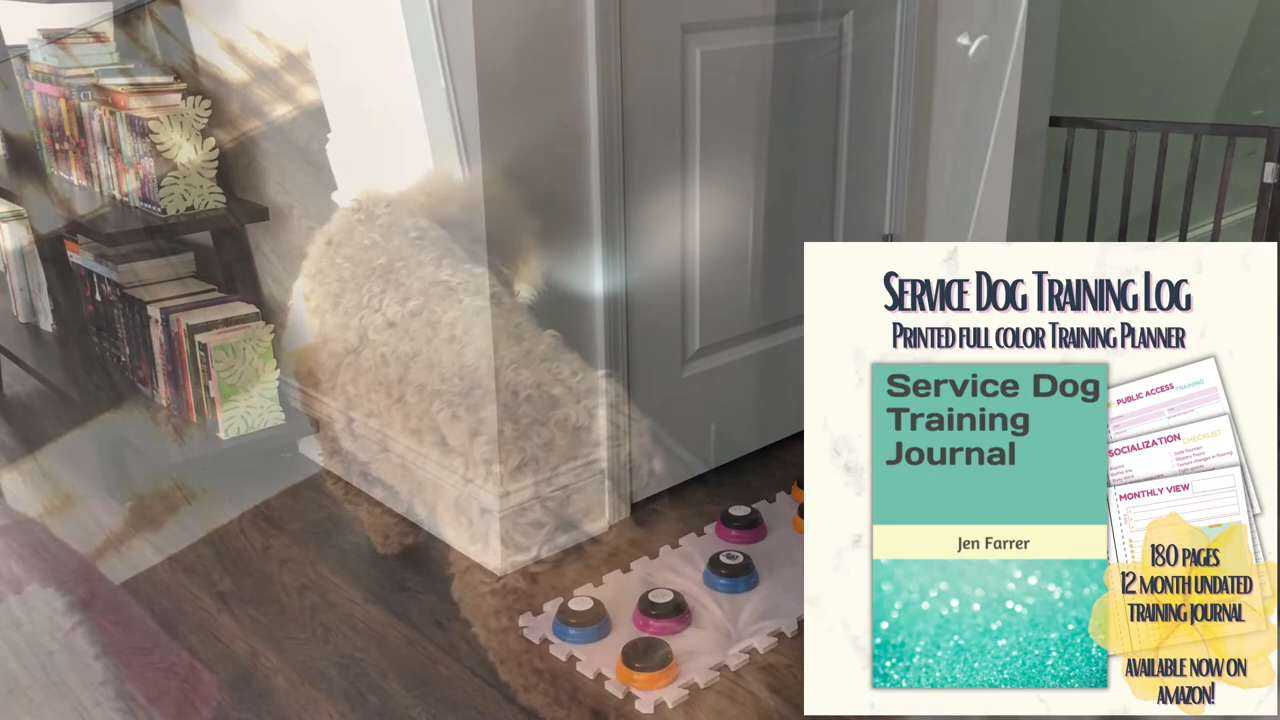 Service Dog Training Log
Printed full color Training Planner
Service Dog
Training
Journal
Jen Farrer
PUBLIC ACCESS TRAINING
SOCIALIZATION CHECKLIST
MONTHLY VIEW
180 pages
12 month undated
training journal
available now on
Amazon!